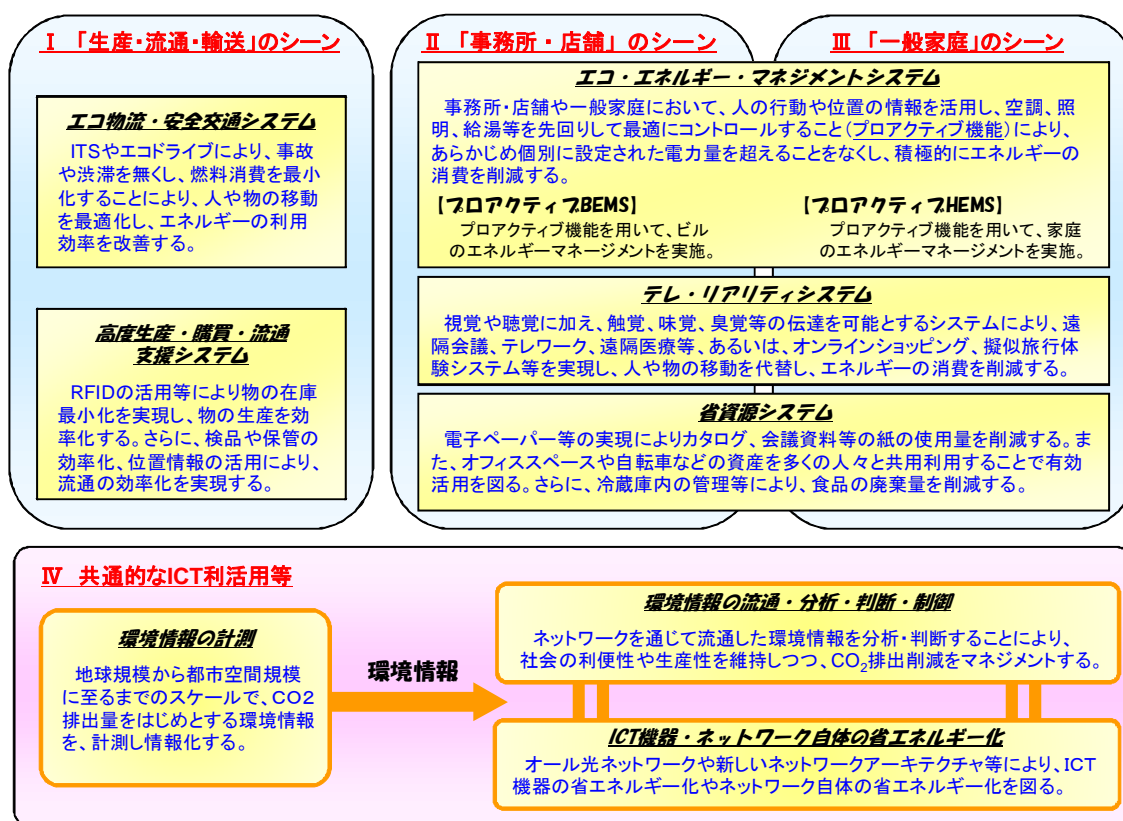 Ⅰ 「生産・流通・輸送」のシーン
エコ物流・安全交通システム
ITSやエコドライブにより、事故
や渋滞を無くし、燃料消費を最小
化することにより、人や物の移動
を最適化し、エネルギーの利用
効率を改善する。
高度生産・購買・流通
支援システム
RFIDの活用等により物の在庫
最小化を実現し、物の生産を効
率化する。さらに、検品や保管の
効率化、位置情報の活用により、
流通の効率化を実現する。
Ⅱ 「事務所・店舗」 のシーン
Ⅲ 「一般家庭」のシーン
エコ・エネルギー・マネジメントシステム
事務所・店舗や一般家庭において、人の行動や位置の情報を活用し、空調、照
明、給湯等を先回りして最適にコントロールすること(プロアクティブ機能)により、
あらかじめ個別に設定された電力量を超えることをなくし、積極的にエネルギーの
消費を削減する。
【プロアクティブBEMS】
プロアクティブ機能を用いて、ビル
のエネルギーマネージメントを実施。
【プロアクティブHEMS】
プロアクティブ機能を用いて、家庭
のエネルギーマネージメントを実施。
テレ・リアリティシステム
視覚や聴覚に加え、触覚、味覚、臭覚等の伝達を可能とするシステムにより、遠
隔会議、テレワーク、遠隔医療等、あるいは、オンラインショッピング、擬似旅行体
験システム等を実現し、人や物の移動を代替し、エネルギーの消費を削減する。
省資源システム
電子ペーパー等の実現によりカタログ、会議資料等の紙の使用量を削減する。ま
た、オフィススペースや自転車などの資産を多くの人々と共用利用することで有効
活用を図る。さらに、冷蔵庫内の管理等により、食品の廃棄量を削減する。
Ⅳ 共通的なICT利活用等
環境情報の計測
地球規模から都市空間規模
に至るまでのスケールで、CO2
排出量をはじめとする環境情報
を、計測し情報化する。
環境情報
環境情報の流通・分析・判断・制御
ネットワークを通じて流通した環境情報を分析・判断することにより、
社会の利便性や生産性を維持しつつ、CO₂排出削減をマネジメントする。
ICT機器・ネットワーク自体の省エネルギー化
オール光ネットワークや新しいネットワークアーキテクチャ等により、ICT
機器の省エネルギー化やネットワーク自体の省エネルギー化を図る。